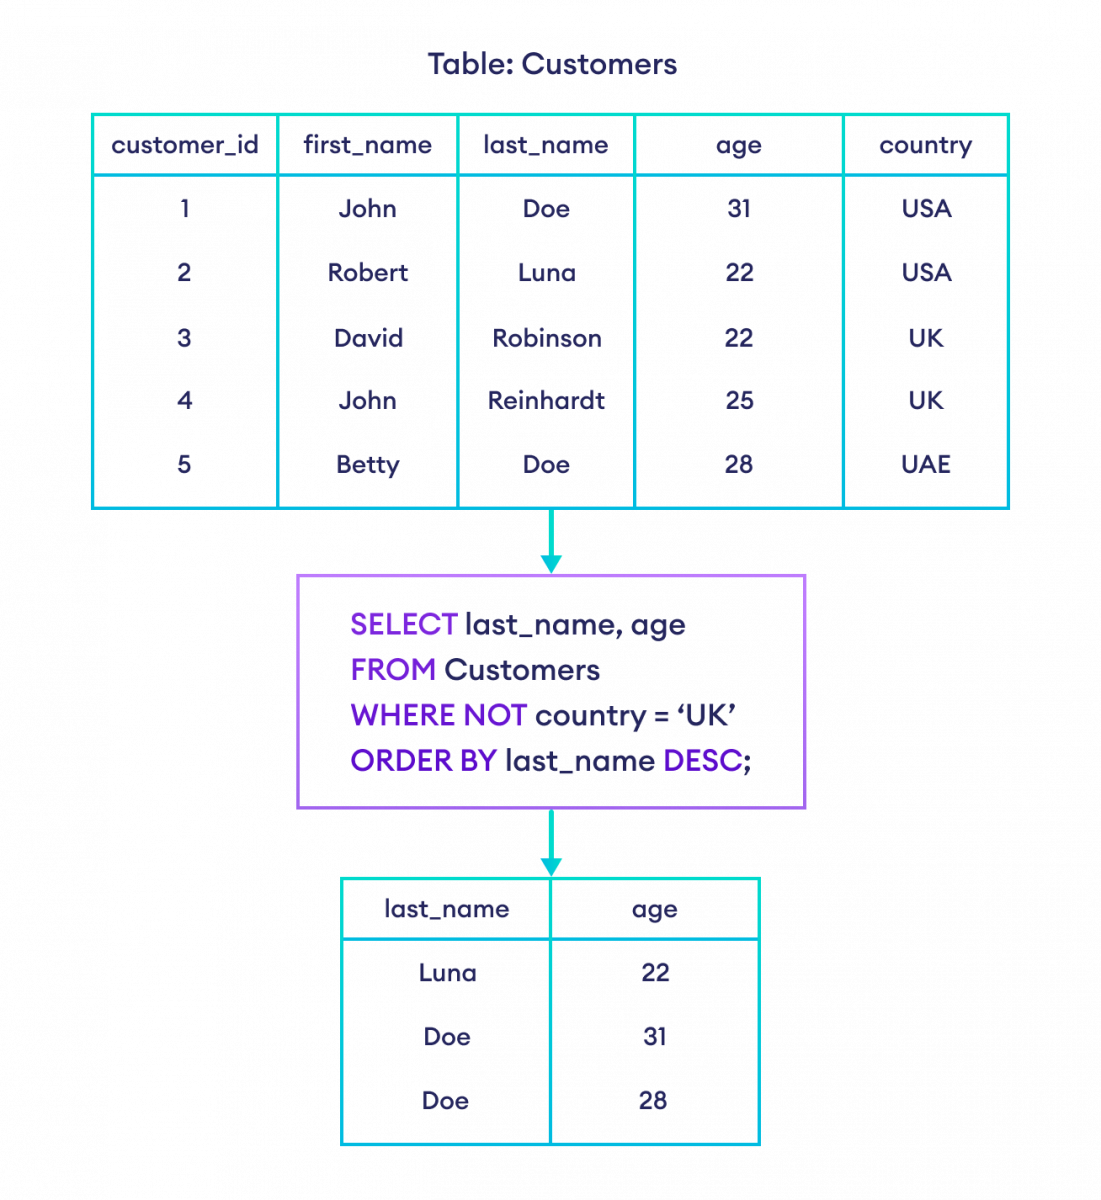 Table: Customers
customer_id first_name last_name age country
1 John Doe 31 USA
2 Robert Luna 22 USA
3 David Robinson 22 UK
4 John Reinhardt 25 UK
5 Betty Doe 28 UAE
SELECT last_name, age
FROM Customers
WHERE NOT country = ‘UK’
ORDER BY last_name DESC;
last_name age
Luna 22
Doe 31
Doe 28